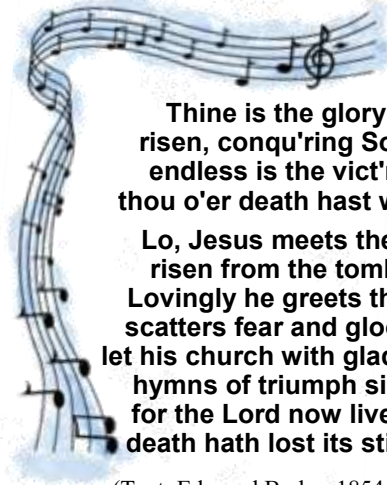 Thine is the glory
risen, conqu'ring So
endless is the vict'r
thou o'er death hast w
Lo, Jesus meets the
risen from the tomb
Lovingly he greets th
scatters fear and gloo
let his church with glad
hymns of triumph si
for the Lord now live
death hath lost its sti